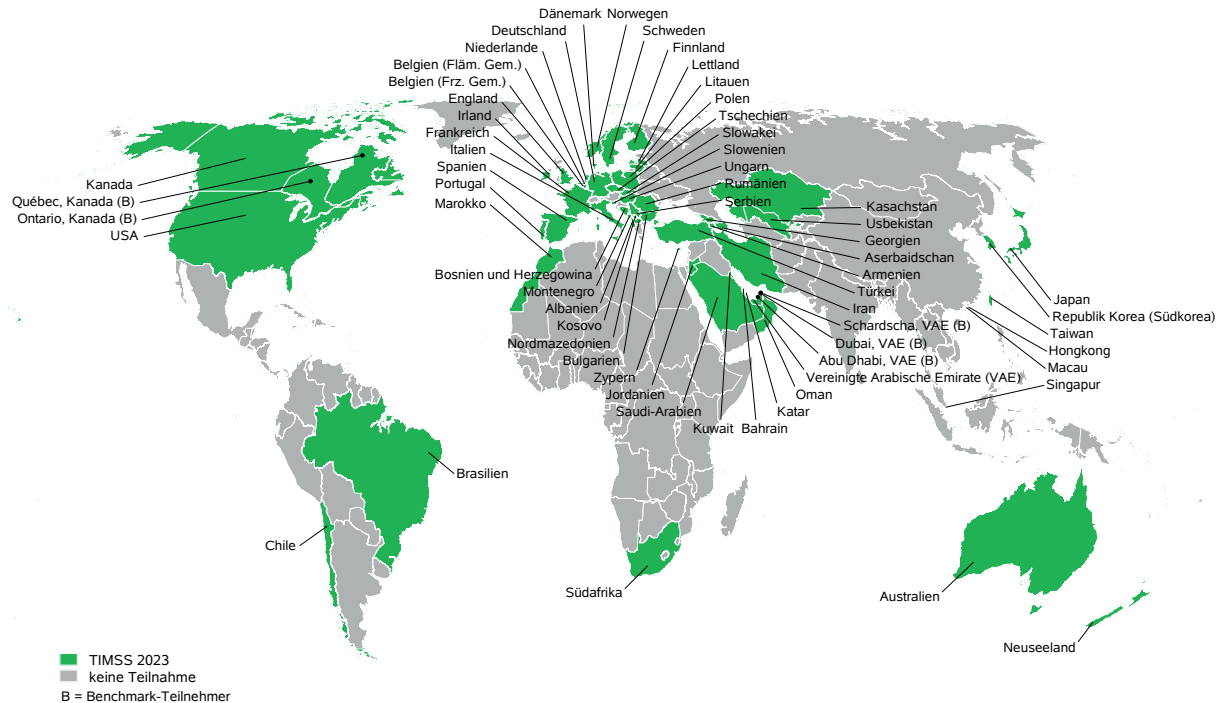 Dänemark Norwegen
Deutschland
Schweden
Niederlande
Finnland
Belgien (Fläm. Gem.)
Lettland
Belgien (Frz. Gem.)
Litauen
England
Polen
Irland
Tschechien
Frankreich
Slowakei
Italien
Slowenien
Spanien
Ungarn
Portugal
Rumänien
Marokko
Serbien
Kanada
Québec, Kanada (B)
Ontario, Kanada (B)
USA
Kasachstan
Usbekistan
Georgien
Aserbaidschan
Armenien
Türkei
Iran
Schardscha, VAE (B)
Dubai, VAE (B)
Abu Dhabi, VAE (B)
Vereinigte Arabische Emirate (VAE)
Oman
Katar
Kuwait Bahrain
Bosnien und Herzegowina
Montenegro
Albanien
Kosovo
Nordmazedonien
Bulgarien
Zypern
Jordanien
Saudi-Arabien
Japan
Republik Korea (Südkorea)
Taiwan
Hongkong
Macau
Singapur
Brasilien
Chile
Südafrika
Australien
Neuseeland
TIMSS 2023
keine Teilnahme
B = Benchmark-Teilnehmer